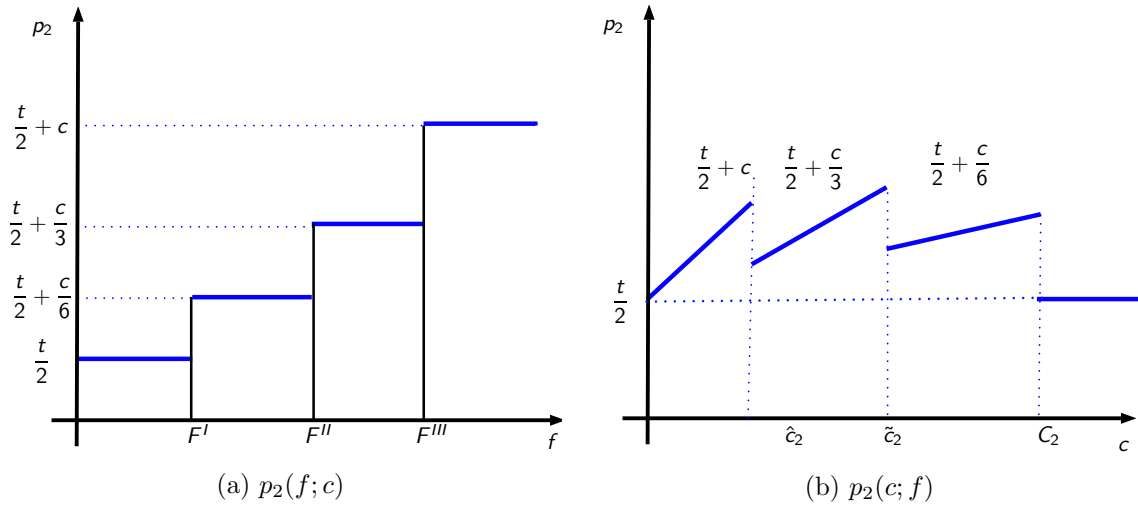 p₂
t/2 + c
t/2 + c/3
t/2 + c/6
t/2
F^I
F^II
F^III
f
(a) p₂(f; c)
p₂
t/2 + c
t/2 + c/3
t/2 + c/6
t/2
ĉ₂
c̃₂
C₂
c
(b) p₂(c; f)